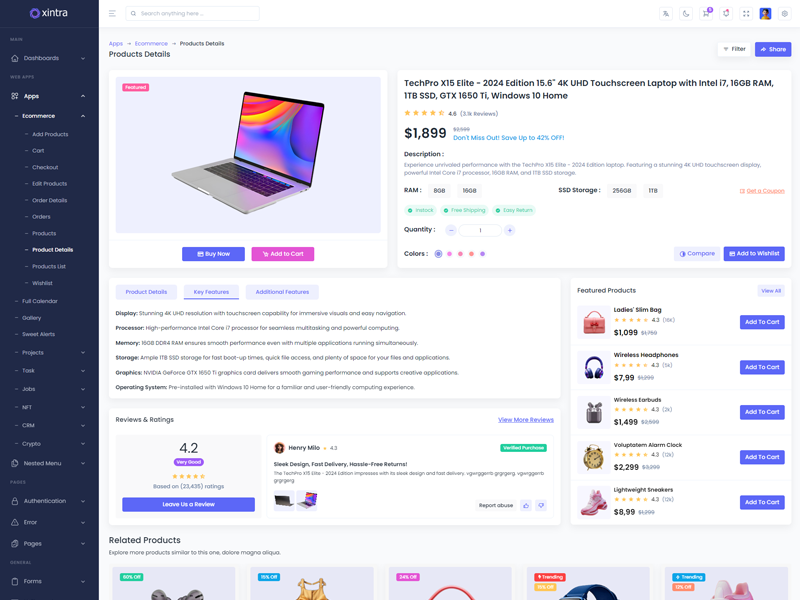 xintra
Search anything here ...
5
MAIN
Dashboards
WEB APPS
Apps
Ecommerce
Add Products
Cart
Checkout
Edit Products
Order Details
Orders
Products
Product Details
Products List
Wishlist
Full Calendar
Gallery
Sweet Alerts
Projects
Task
Jobs
NFT
CRM
Crypto
Nested Menu
PAGES
Authentication
Error
Pages
GENERAL
Forms
Apps → Ecommerce → Products Details
Products Details
Filter
Share
Featured
Buy Now
Add to Cart
TechPro X15 Elite - 2024 Edition 15.6" 4K UHD Touchscreen Laptop with Intel i7, 16GB RAM,
1TB SSD, GTX 1650 Ti, Windows 10 Home
4.6 (3.1k Reviews)
$1,899 $2,599
Don't Miss Out! Save Up to 42% OFF!
Description :
Experience unrivaled performance with the TechPro X15 Elite - 2024 Edition laptop. Featuring a stunning 4K UHD touchscreen display,
powerful Intel Core i7 processor, 16GB RAM, and 1TB SSD storage.
RAM : 8GB 16GB SSD Storage : 256GB 1TB Get a Coupon
Instock Free Shipping Easy Return
Quantity : − 1 +
Colors : Compare Add to Wishlist
Product Details Key Features Additional Features
Display: Stunning 4K UHD resolution with touchscreen capability for immersive visuals and easy navigation.
Processor: High-performance Intel Core i7 processor for seamless multitasking and powerful computing.
Memory: 16GB DDR4 RAM ensures smooth performance even with multiple applications running simultaneously.
Storage: Ample 1TB SSD storage for fast boot-up times, quick file access, and plenty of space for your files and applications.
Graphics: NVIDIA GeForce GTX 1650 Ti graphics card delivers smooth gaming performance and supports creative applications.
Operating System: Pre-installed with Windows 10 Home for a familiar and user-friendly computing experience.
Reviews & Ratings
View More Reviews
4.2
Very Good
Based on (23,435) ratings
Leave Us a Review
Henry Milo 4.3
Verified Purchase
Sleek Design, Fast Delivery, Hassle-Free Returns!
The TechPro X15 Elite - 2024 Edition impresses with its sleek design and fast delivery. vgwrggernb grgrgerg. vgwrggernb
grgrgerg
Report abuse
Featured Products
View All
Ladies' Slim Bag
4.3 (16k)
$1,099 $1,759
Add To Cart
Wireless Headphones
4.3 (5k)
$7,99 $1,299
Add To Cart
Wireless Earbuds
4.3 (2k)
$1,499 $2,599
Add To Cart
Voluptatem Alarm Clock
4.3 (13k)
$2,299 $3,299
Add To Cart
Lightweight Sneakers
4.3 (12k)
$8,99 $1,299
Add To Cart
Related Products
Explore more products similar to this one, dolore magna aliqua.
60% Off
15% Off
24% Off
Trending
Trending
12% Off